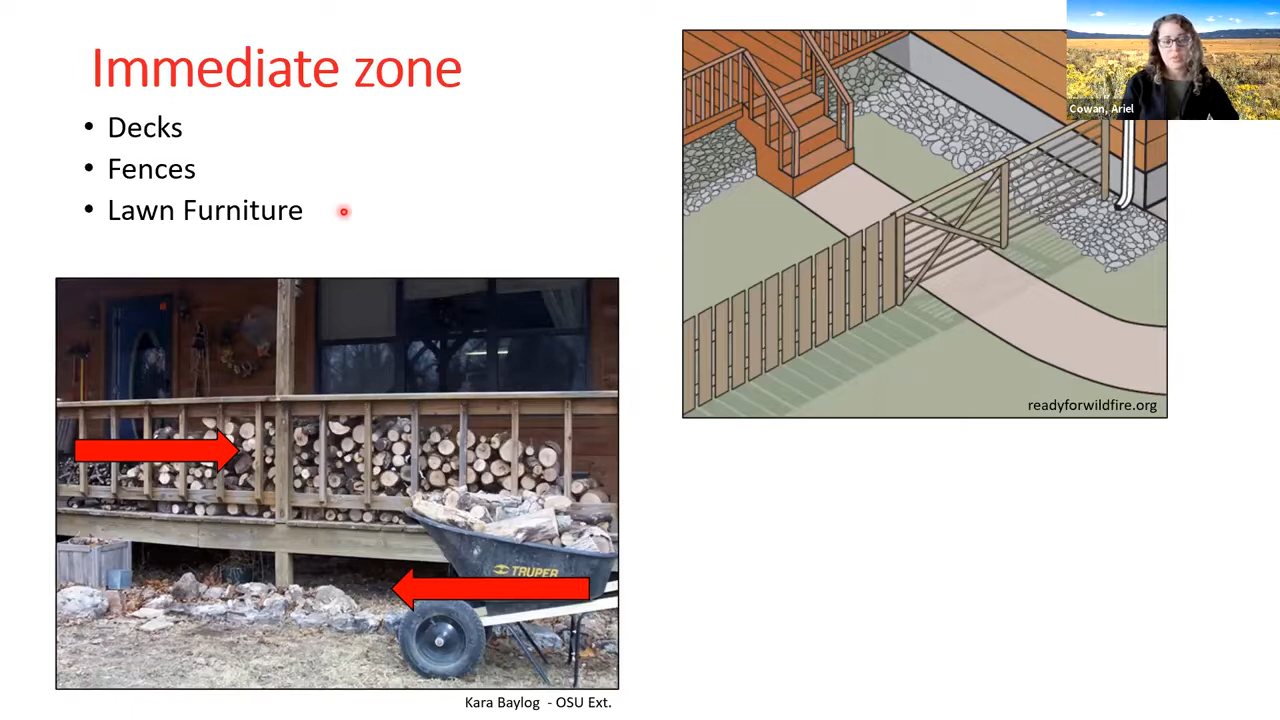 Immediate zone
• Decks
• Fences
• Lawn Furniture
Cowan, Ariel
readyforwildfire.org
TRUPER
Kara Baylog - OSU Ext.